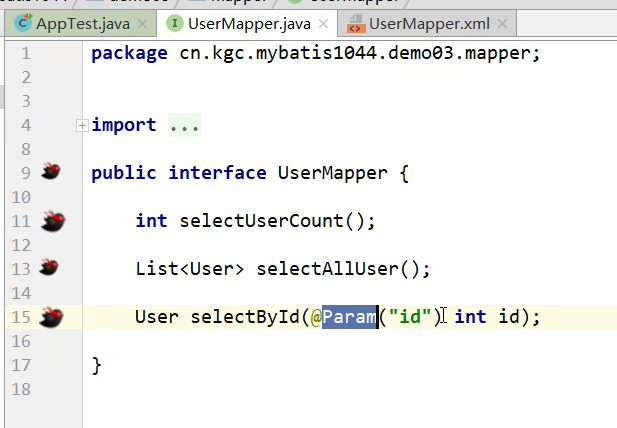 AppTest.java UserMapper.java UserMapper.xml
1 package cn.kgc.mybatis1044.demo03.mapper;
2
3
4 import ...
8
9 public interface UserMapper {
10
11 int selectUserCount();
12
13 List<User> selectAllUser();
14
15 User selectById(@Param("id") int id);
16
17 }
18